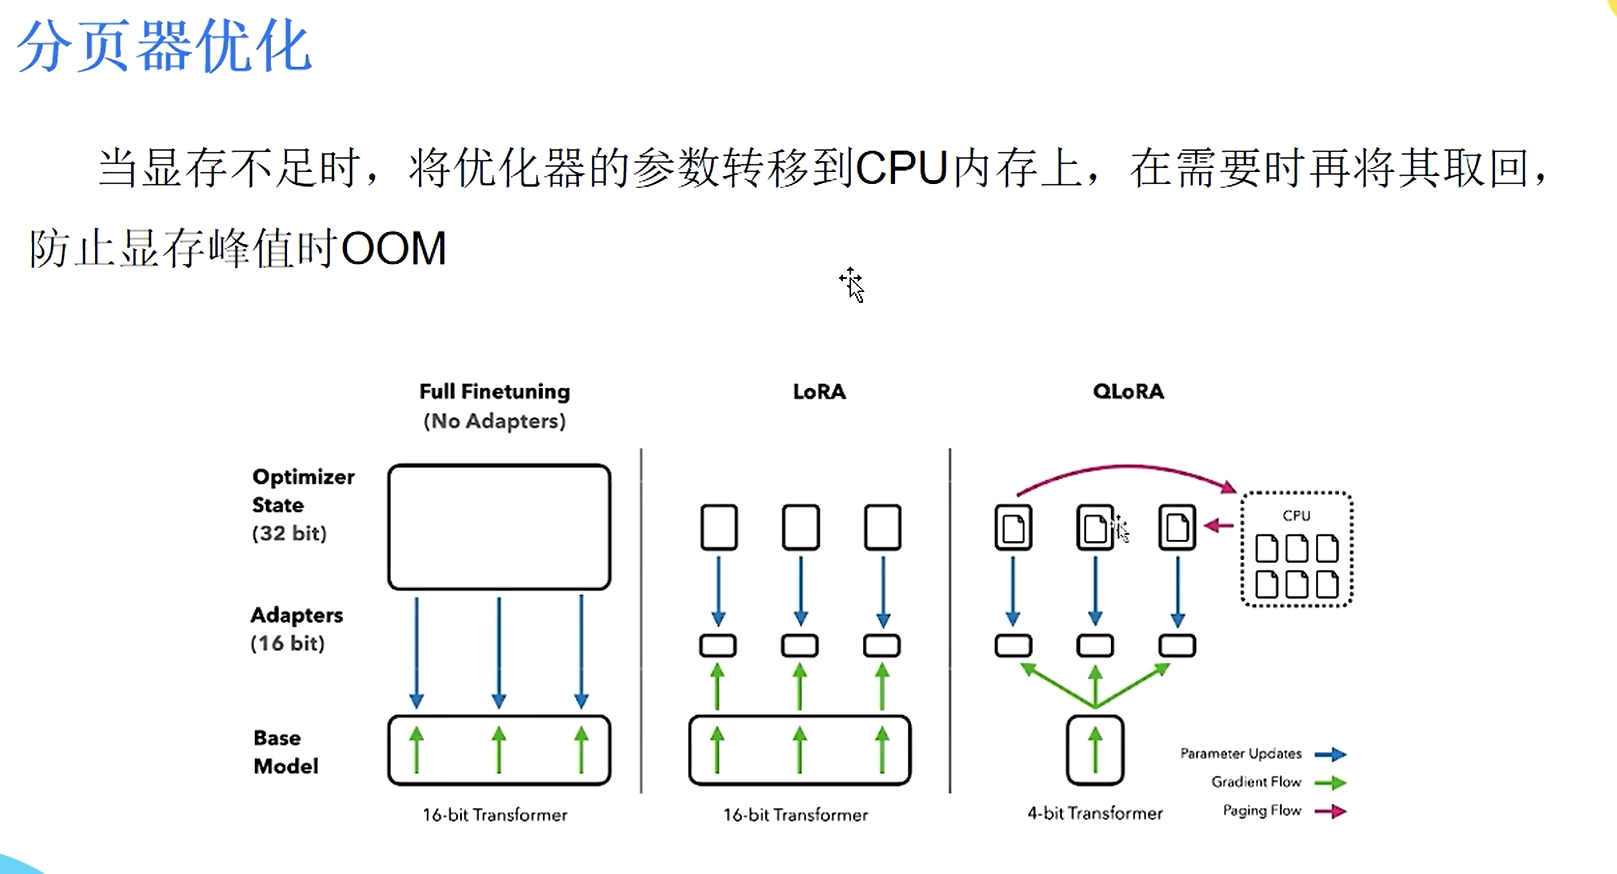 分页器优化
当显存不足时，将优化器的参数转移到CPU内存上，在需要时再将其取回，
防止显存峰值时OOM
Full Finetuning
(No Adapters)
LoRA
QLoRA
Optimizer
State
(32 bit)
CPU
Adapters
(16 bit)
Base
Model
Parameter Updates
Gradient Flow
Paging Flow
16-bit Transformer
16-bit Transformer
4-bit Transformer